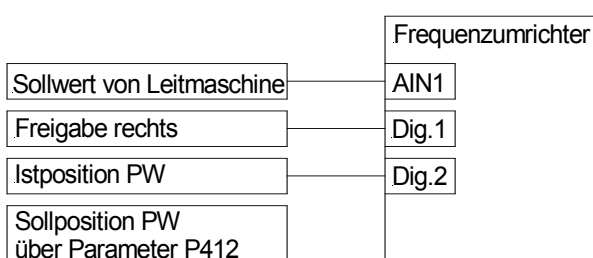 Frequenzumrichter
Sollwert von Leitmaschine AIN1
Freigabe rechts Dig.1
Istposition PW Dig.2
Sollposition PW
über Parameter P412